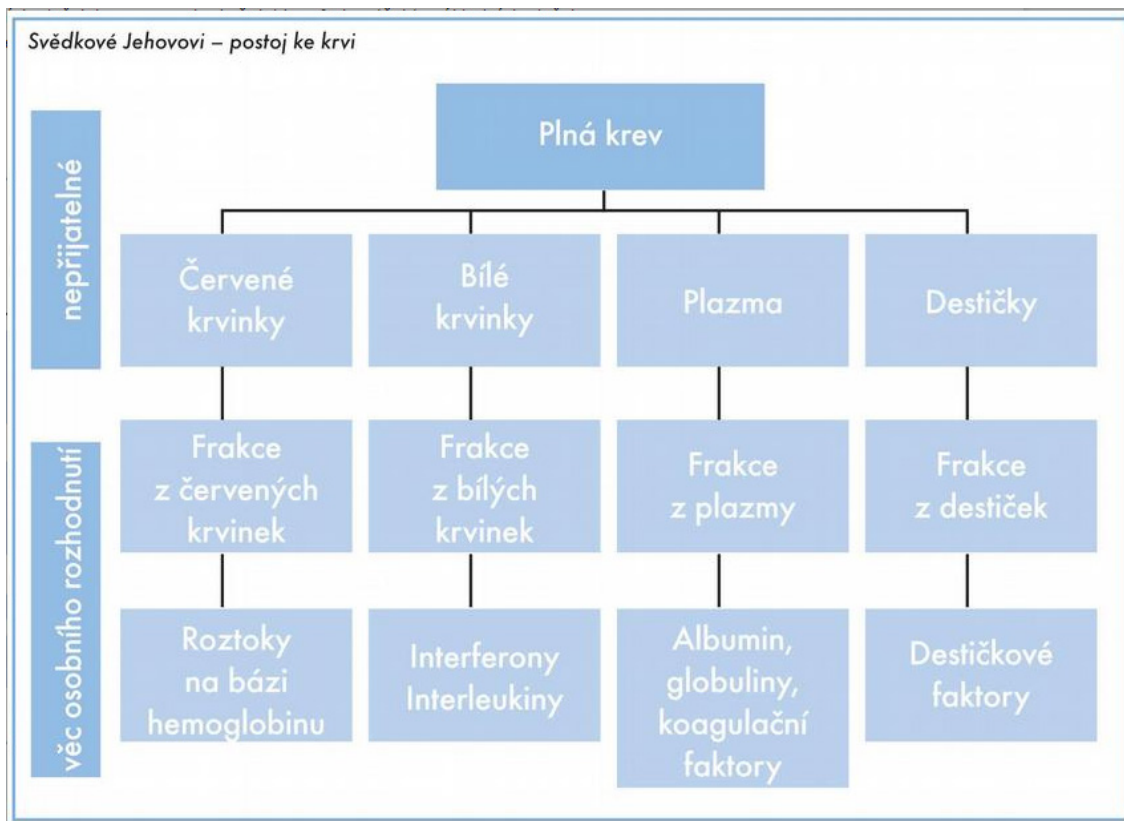 Svědkové Jehovovi – postoj ke krvi
nepřijatelné
Plná krev
Červené
krvinky
Bílé
krvinky
Plazma
Destičky
věc osobního rozhodnutí
Frakce
z červených
krvinek
Frakce
z bílých
krvinek
Frakce
z plazmy
Frakce
z destiček
Roztoky
na bázi
hemoglobinu
Interferony
Interleukiny
Albumin,
globuliny,
koagulační
faktory
Destičkové
faktory